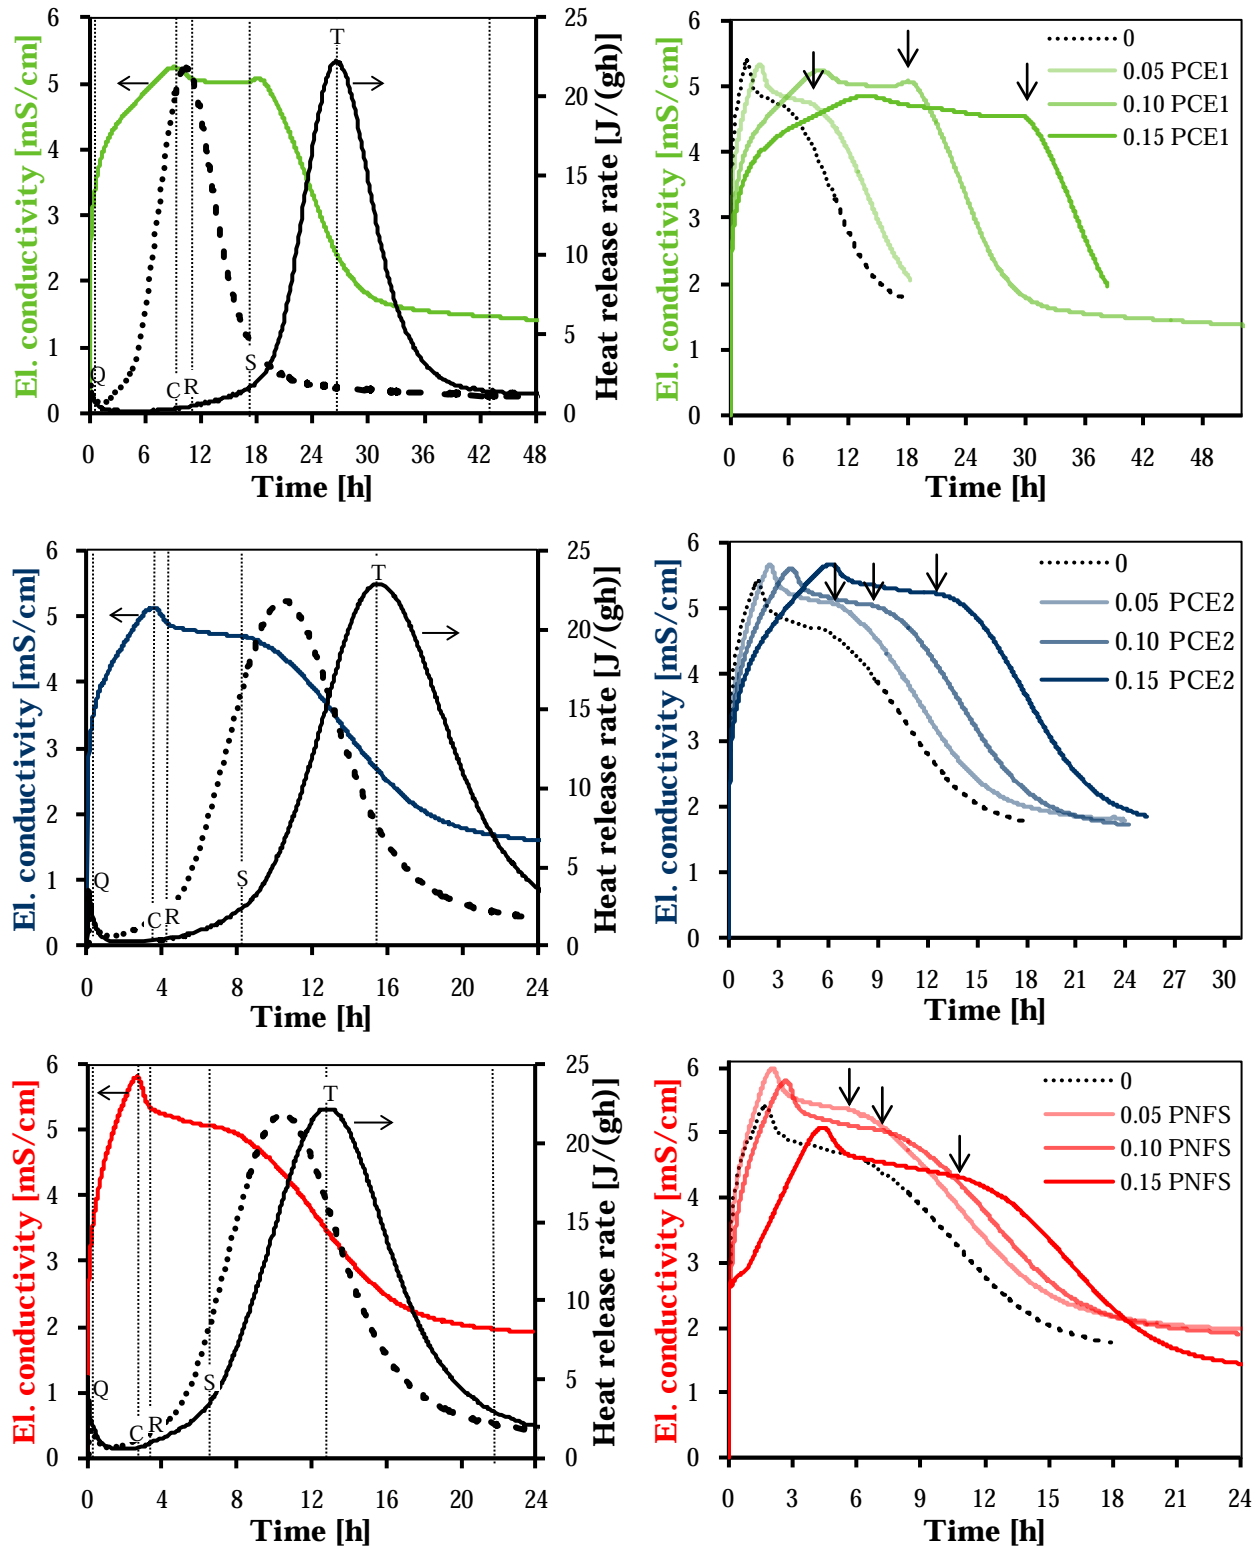 El. conductivity [mS/cm]
6
5
4
3
2
1
0
25
20
15
10
5
0
Heat release rate [J/(gh)]
Q
C
R
S
T
0 6 12 18 24 30 36 42 48
Time [h]
El. conductivity [mS/cm]
6
5
4
3
2
1
0
0
0.05 PCE1
0.10 PCE1
0.15 PCE1
0 6 12 18 24 30 36 42 48
Time [h]
El. conductivity [mS/cm]
6
5
4
3
2
1
0
25
20
15
10
5
0
Heat release rate [J/(gh)]
Q
C
R
S
T
0 4 8 12 16 20 24
Time [h]
El. conductivity [mS/cm]
6
5
4
3
2
1
0
0
0.05 PCE2
0.10 PCE2
0.15 PCE2
0 3 6 9 12 15 18 21 24 27 30
Time [h]
El. conductivity [mS/cm]
6
5
4
3
2
1
0
25
20
15
10
5
0
Heat release rate [J/(gh)]
Q
C
R
S
T
0 4 8 12 16 20 24
Time [h]
El. conductivity [mS/cm]
6
5
4
3
2
1
0
0
0.05 PNFS
0.10 PNFS
0.15 PNFS
0 3 6 9 12 15 18 21 24
Time [h]